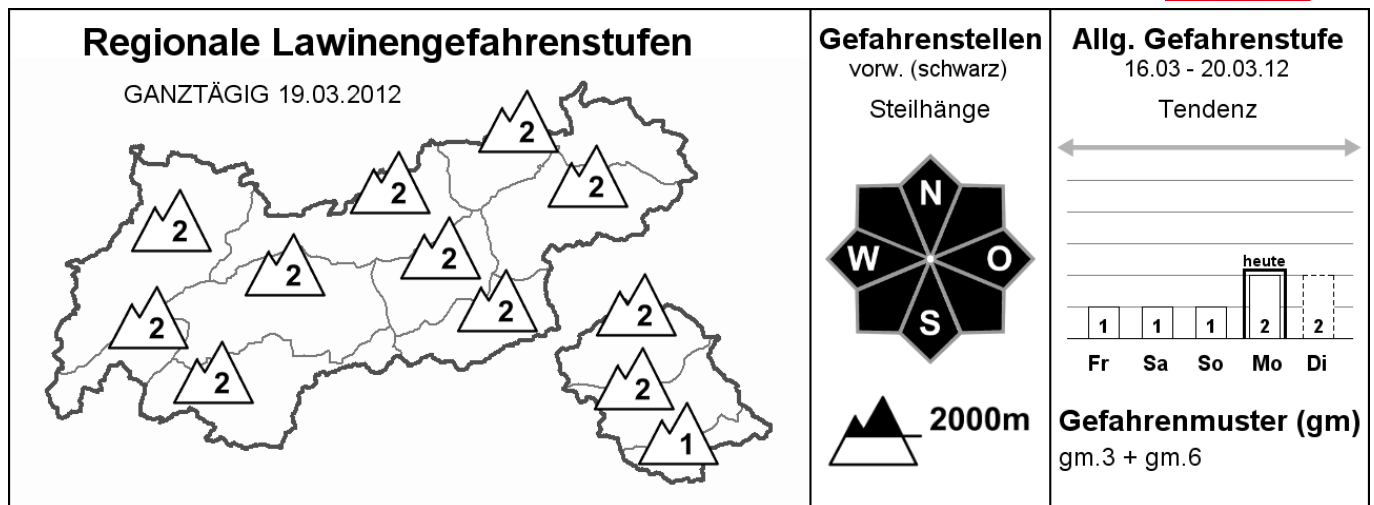 Regionale Lawinengefahrenstufen
GANZTÄGIG 19.03.2012
2
2
2
2
2
2
2
2
2
2
2
2
1
Gefahrenstellen
vorw. (schwarz)
Steilhänge
N
W
O
S
2000m
Allg. Gefahrenstufe
16.03 - 20.03.12
Tendenz
heute
1 1 1 2 2
Fr Sa So Mo Di
Gefahrenmuster (gm)
gm.3 + gm.6